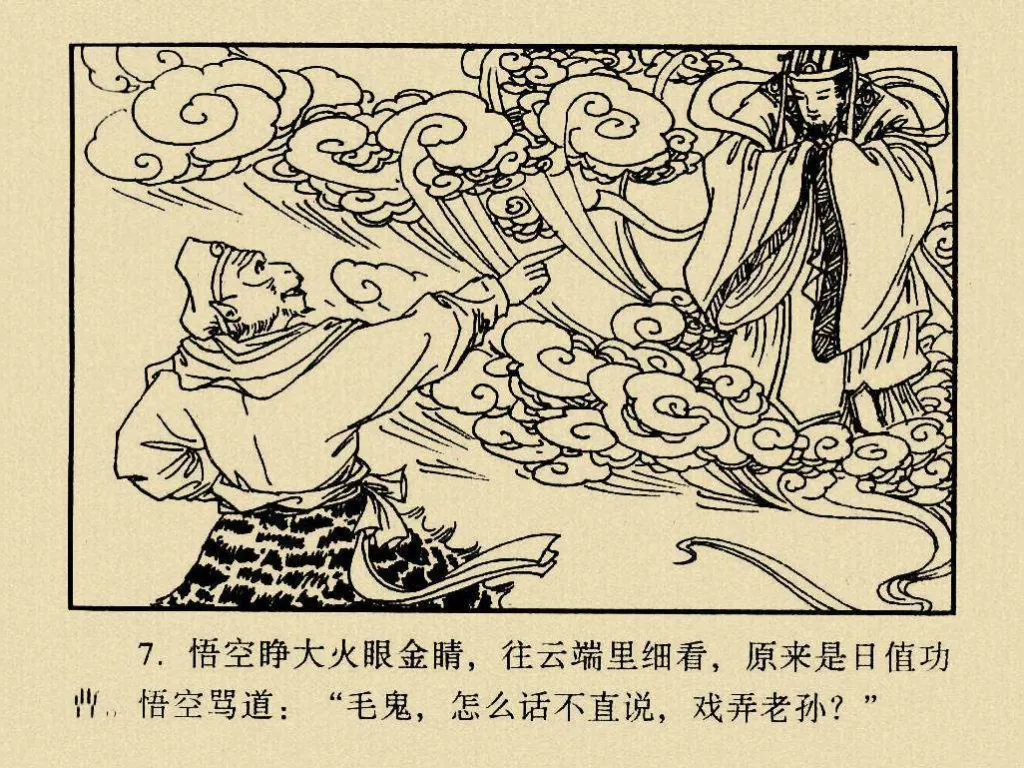 7. 悟空睁大火眼金睛，往云端里细看，原来是日值功
。悟空骂道：“毛鬼，怎么话不直说，戏弄老孙？”